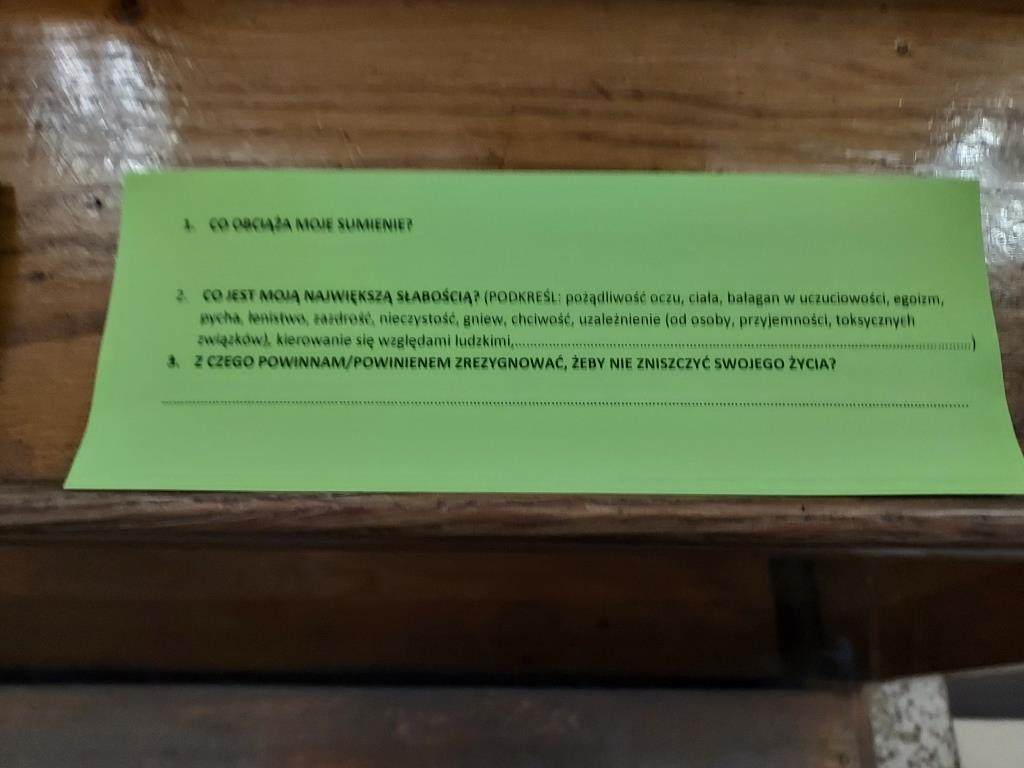 1. CO OBCIĄŻA MOJE SUMIENIE?
2. CO JEST MOJĄ NAJWIĘKSZĄ SŁABOŚCIĄ? (PODKREŚL: pożądliwość oczu, ciała, bałagan w uczuciowości, egoizm,
pycha, lenistwo, zazdrość, nieczystość, gniew, chciwość, uzależnienie (od osoby, przyjemności, toksycznych
związków), kierowanie się względami ludzkimi,....................................................................................................)
3. Z CZEGO POWINNAM/POWINIENEM ZREZYGNOWAĆ, ŻEBY NIE ZNISZCZYĆ SWOJEGO ŻYCIA?
....................................................................................................................................................................